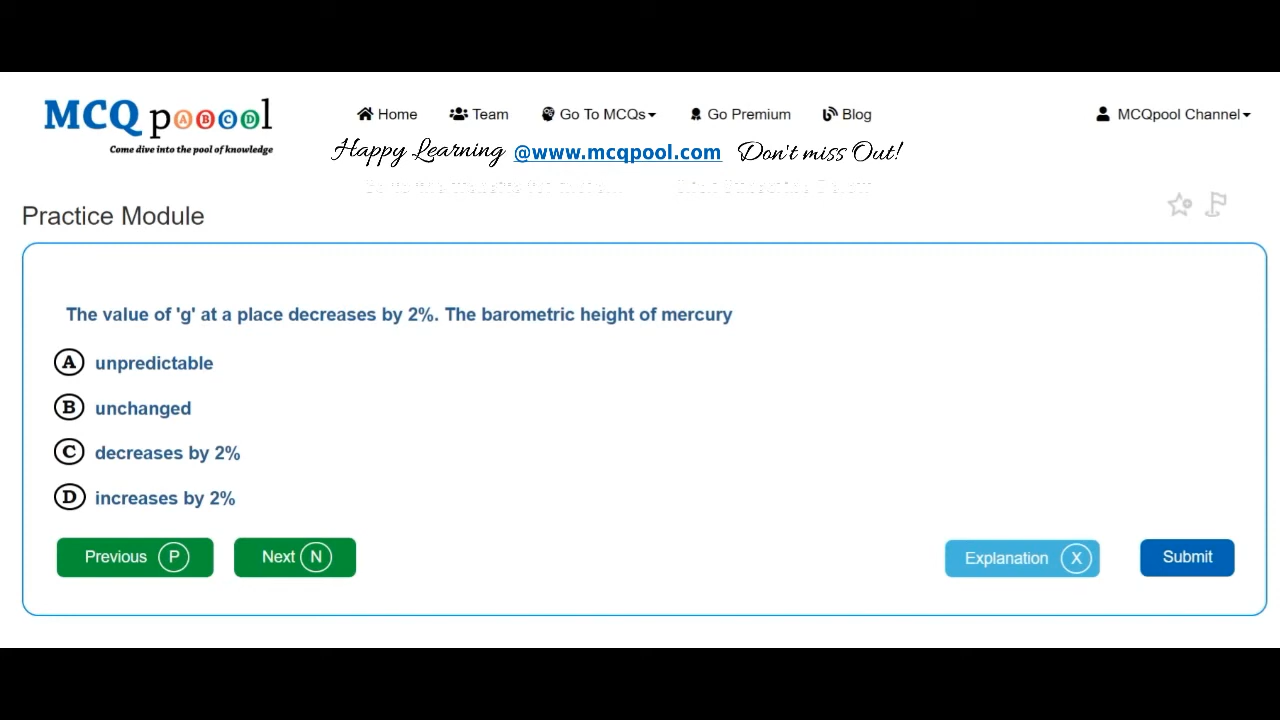 MCQ pooool
Come dive into the pool of knowledge
Home Team Go To MCQs Go Premium Blog MCQpool Channel
Happy Learning @www.mcqpool.com Don't miss Out!
Practice Module
The value of 'g' at a place decreases by 2%. The barometric height of mercury
A unpredictable
B unchanged
C decreases by 2%
D increases by 2%
Previous P Next N Explanation X Submit